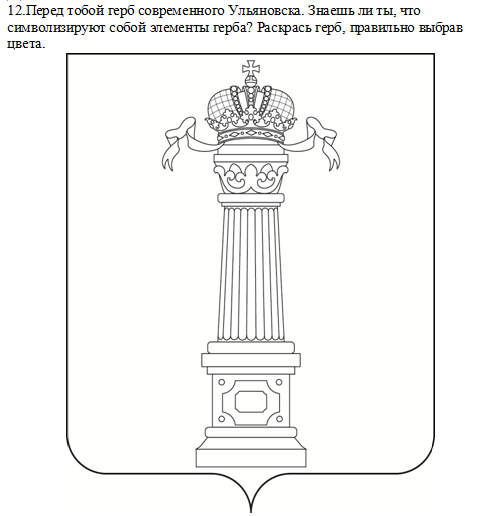 12.Перед тобой герб современного Ульяновска. Знаешь ли ты, что
символизируют собой элементы герба? Раскрась герб, правильно выбрав
цвета.